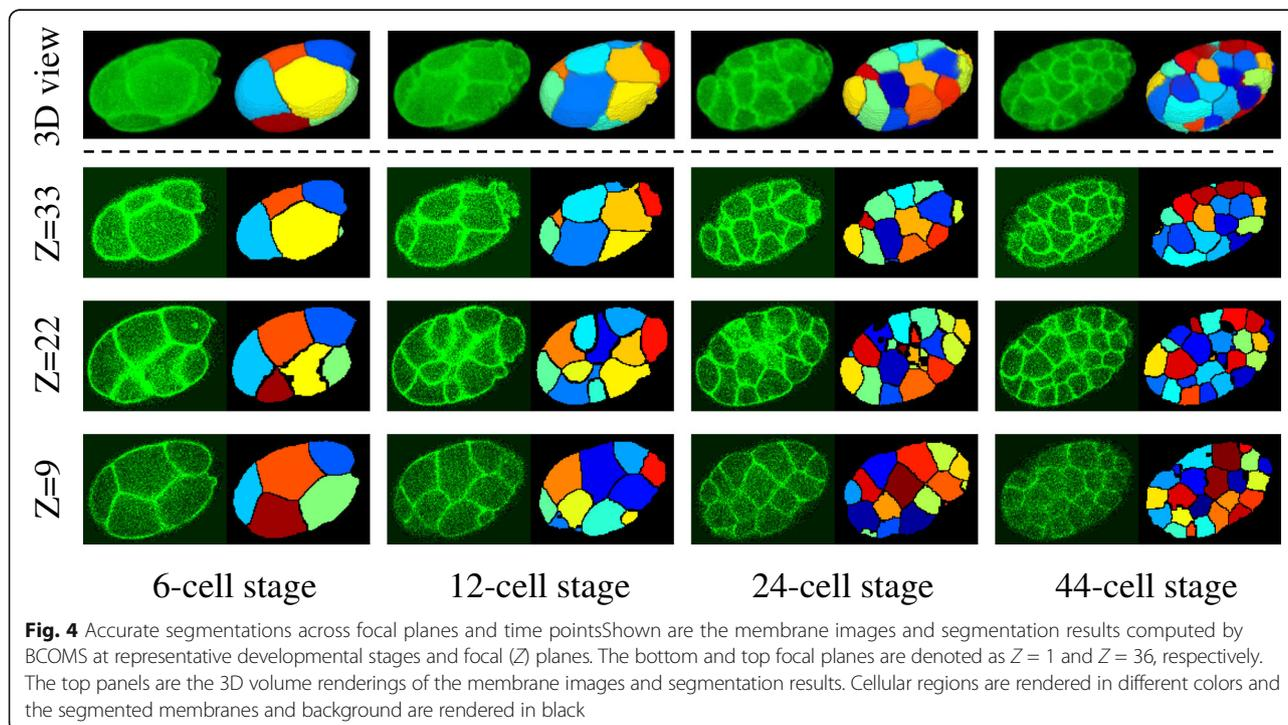 3D view
Z=33
Z=22
Z=9
6-cell stage 12-cell stage 24-cell stage 44-cell stage
Fig. 4 Accurate segmentations across focal planes and time pointsShown are the membrane images and segmentation results computed by
BCOMS at representative developmental stages and focal (Z) planes. The bottom and top focal planes are denoted as Z = 1 and Z = 36, respectively.
The top panels are the 3D volume renderings of the membrane images and segmentation results. Cellular regions are rendered in different colors and
the segmented membranes and background are rendered in black